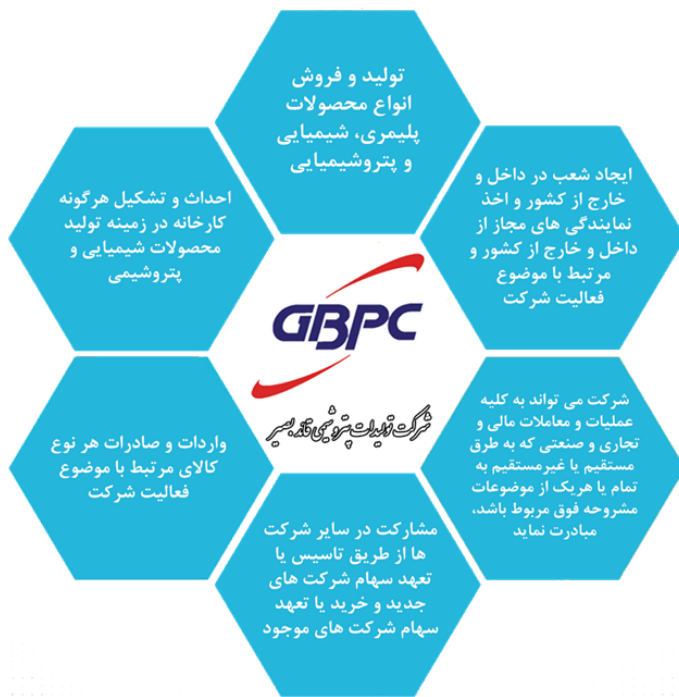 تولید و فروش
انواع محصولات
پلیمری، شیمیایی
و پتروشیمیایی
ایجاد شعب در داخل و
خارج از کشور و اخذ
نمایندگی های مجاز از
داخل و خارج از کشور و
مرتبط با موضوع
فعالیت شرکت
احداث و تشکیل هرگونه
کارخانه در زمینه تولید
محصولات شیمیایی و
پتروشیمی
GBPC
شرکت تولیدات پتروشیمی قائد بصیر
شرکت می تواند به کلیه
عملیات و معاملات مالی و
تجاری و صنعتی که به طرق
مستقیم یا غیرمستقیم به
تمام یا هریک از موضوعات
مشروحه فوق مربوط باشد،
مبادرت نماید
واردات و صادرات هر نوع
کالای مرتبط با موضوع
فعالیت شرکت
مشارکت در سایر شرکت
ها از طریق تاسیس یا
تعهد سهام شرکت های
جدید و خرید یا تعهد
سهام شرکت های موجود